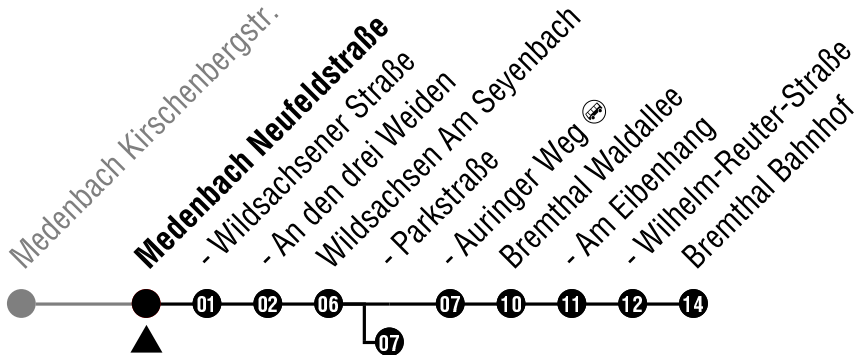 Medenbach Kirschenbergstr.
Medenbach Neufeldstraße
- Wildsachsener Straße
- An den drei Weiden
Wildsachsen Am Seyenbach
- Parkstraße
- Auringer Weg
Bremthal Waldallee
- Am Eibenhang
- Wilhelm-Reuter-Straße
Bremthal Bahnhof
01 02 06 07 10 11 12 14
07